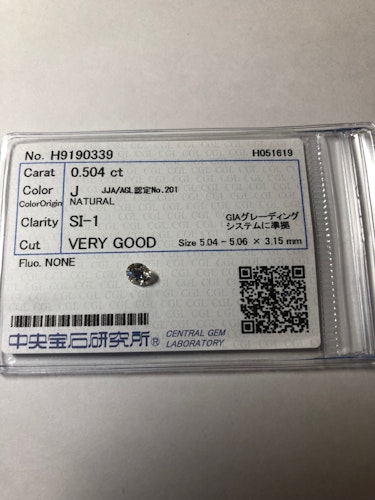 No. H9190339 H051619
Carat 0.504 ct
Color J JJA/AGL認定No.201
ColorOrigin NATURAL
Clarity SI-1 GIAグレーディング
システムに準拠
Cut VERY GOOD Size 5.04 - 5.06 × 3.15 mm
Fluo. NONE
中央宝石研究所® CENTRAL GEM
LABORATORY